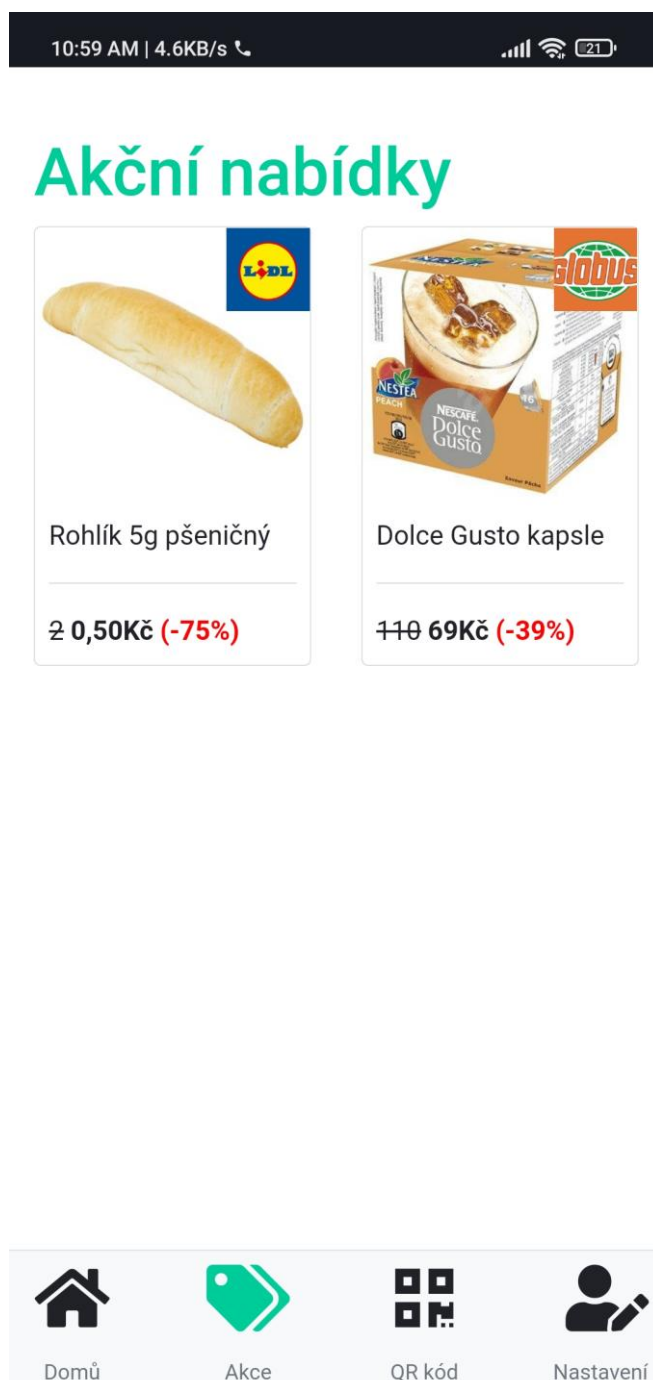 10:59 AM | 4.6KB/s
21
Akční nabídky
LIDL
Globus
NESTEA
PEACH
NESCAFÉ
Dolce
Gusto
16
Rohlík 5g pšeničný
Dolce Gusto kapsle
2 0,50Kč (-75%)
110 69Kč (-39%)
Domů
Akce
QR kód
Nastavení